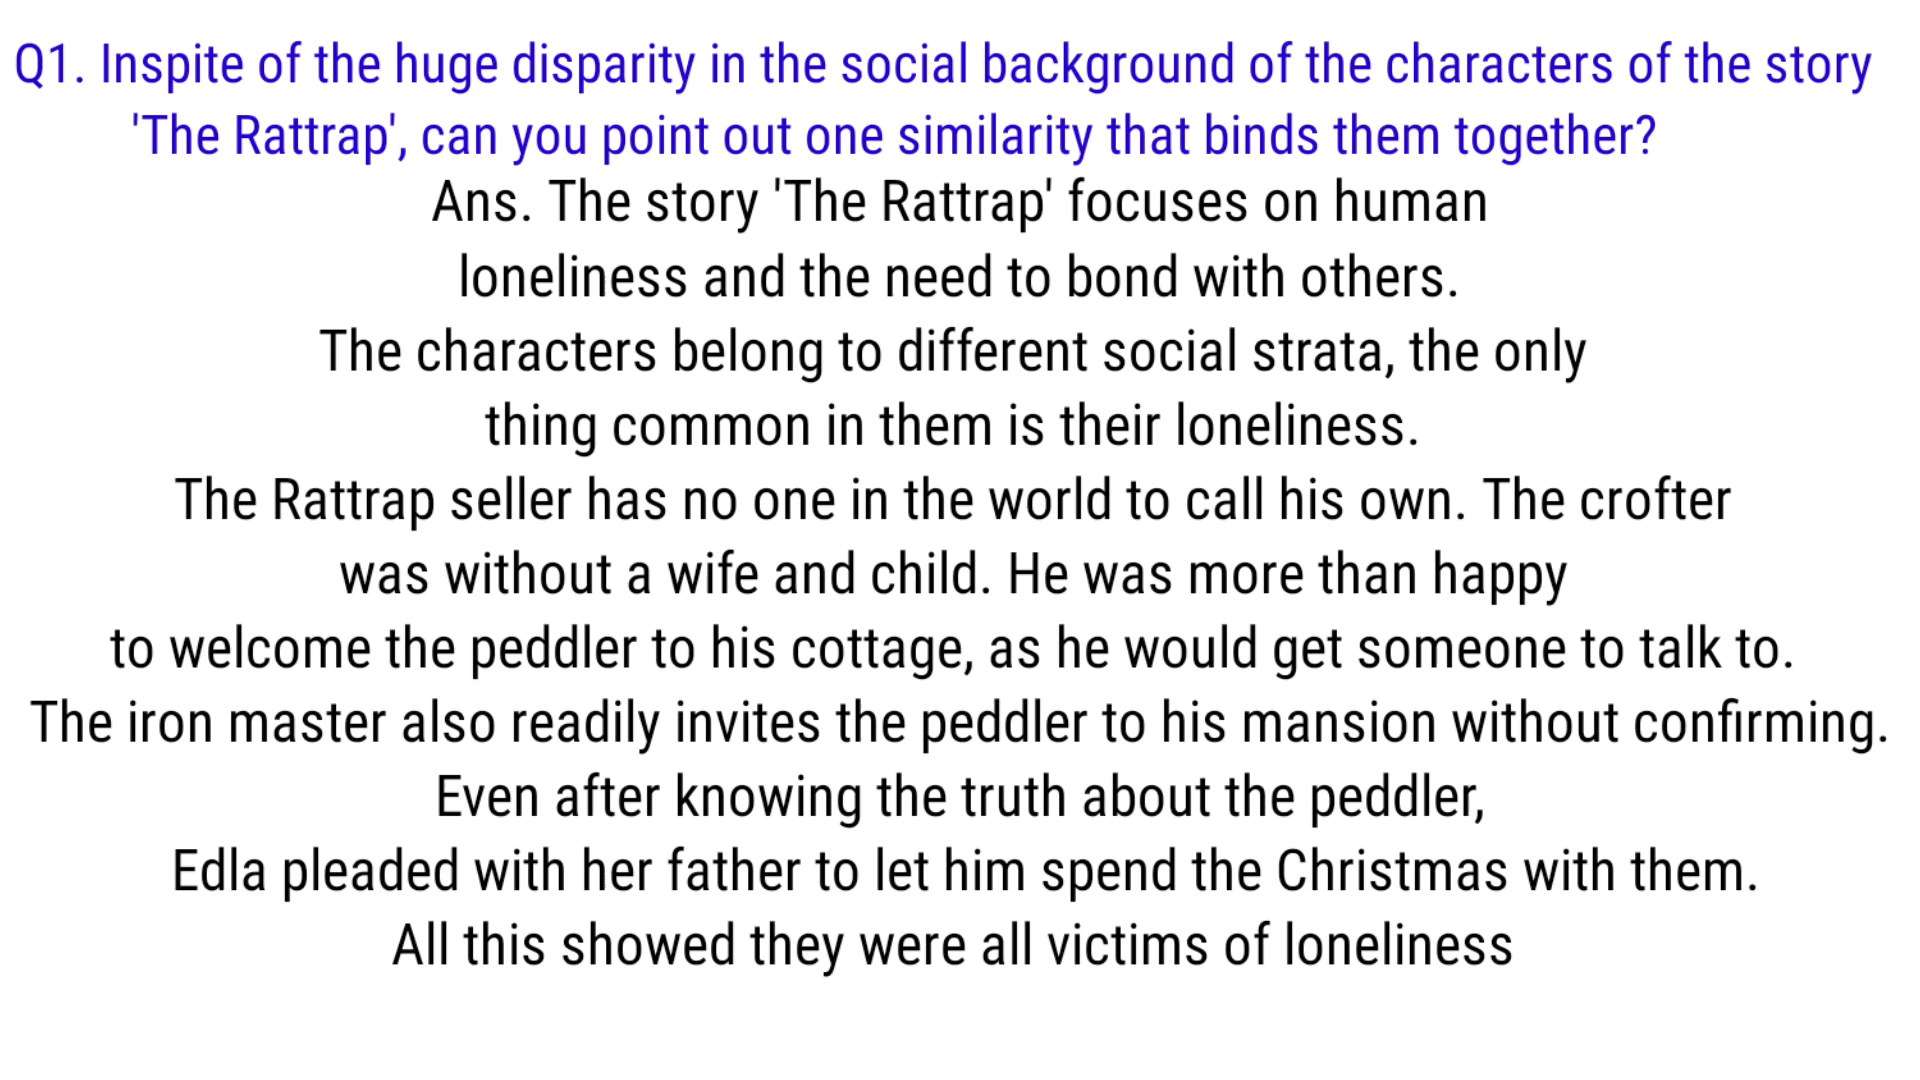 Q1. Inspite of the huge disparity in the social background of the characters of the story
'The Rattrap', can you point out one similarity that binds them together?
Ans. The story 'The Rattrap' focuses on human
loneliness and the need to bond with others.
The characters belong to different social strata, the only
thing common in them is their loneliness.
The Rattrap seller has no one in the world to call his own. The crofter
was without a wife and child. He was more than happy
to welcome the peddler to his cottage, as he would get someone to talk to.
The iron master also readily invites the peddler to his mansion without confirming.
Even after knowing the truth about the peddler,
Edla pleaded with her father to let him spend the Christmas with them.
All this showed they were all victims of loneliness